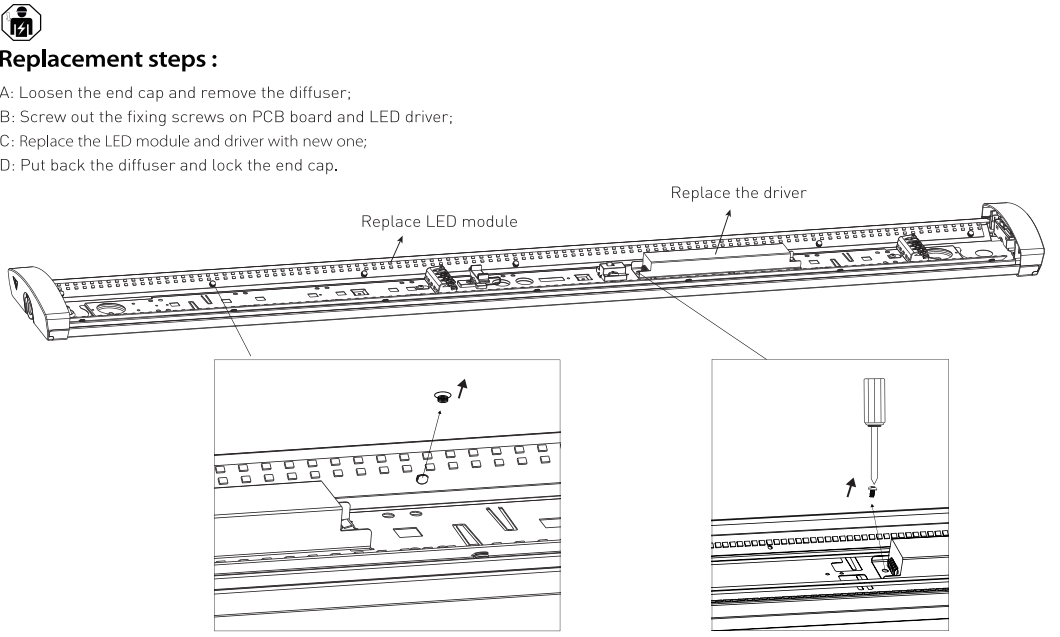 Replacement steps :
A: Loosen the end cap and remove the diffuser;
B: Screw out the fixing screws on PCB board and LED driver;
C: Replace the LED module and driver with new one;
D: Put back the diffuser and lock the end cap.
Replace the driver
Replace LED module